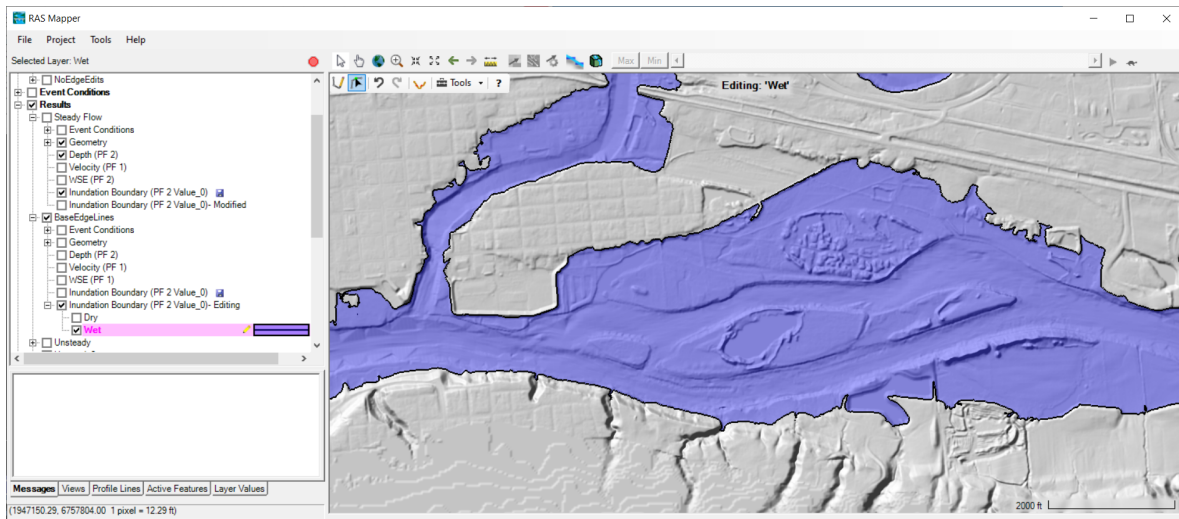 RAS Mapper
File Project Tools Help
Selected Layer: Wet
Max Min
NoEdgeEdits
Event Conditions
Results
Steady Flow
Event Conditions
Geometry
Depth (PF 2)
Velocity (PF 1)
WSE (PF 2)
Inundation Boundary (PF 2 Value_0)
Inundation Boundary (PF 2 Value_0)- Modified
BaseEdgeLines
Event Conditions
Geometry
Depth (PF 2)
Velocity (PF 1)
WSE (PF 1)
Inundation Boundary (PF 2 Value_0)
Inundation Boundary (PF 2 Value_0)- Editing
Dry
Wet
Unsteady
Tools ?
Editing: 'Wet'
2000 ft
Messages Views Profile Lines Active Features Layer Values
(1947150.29, 6757804.00 1 pixel = 12.29 ft)